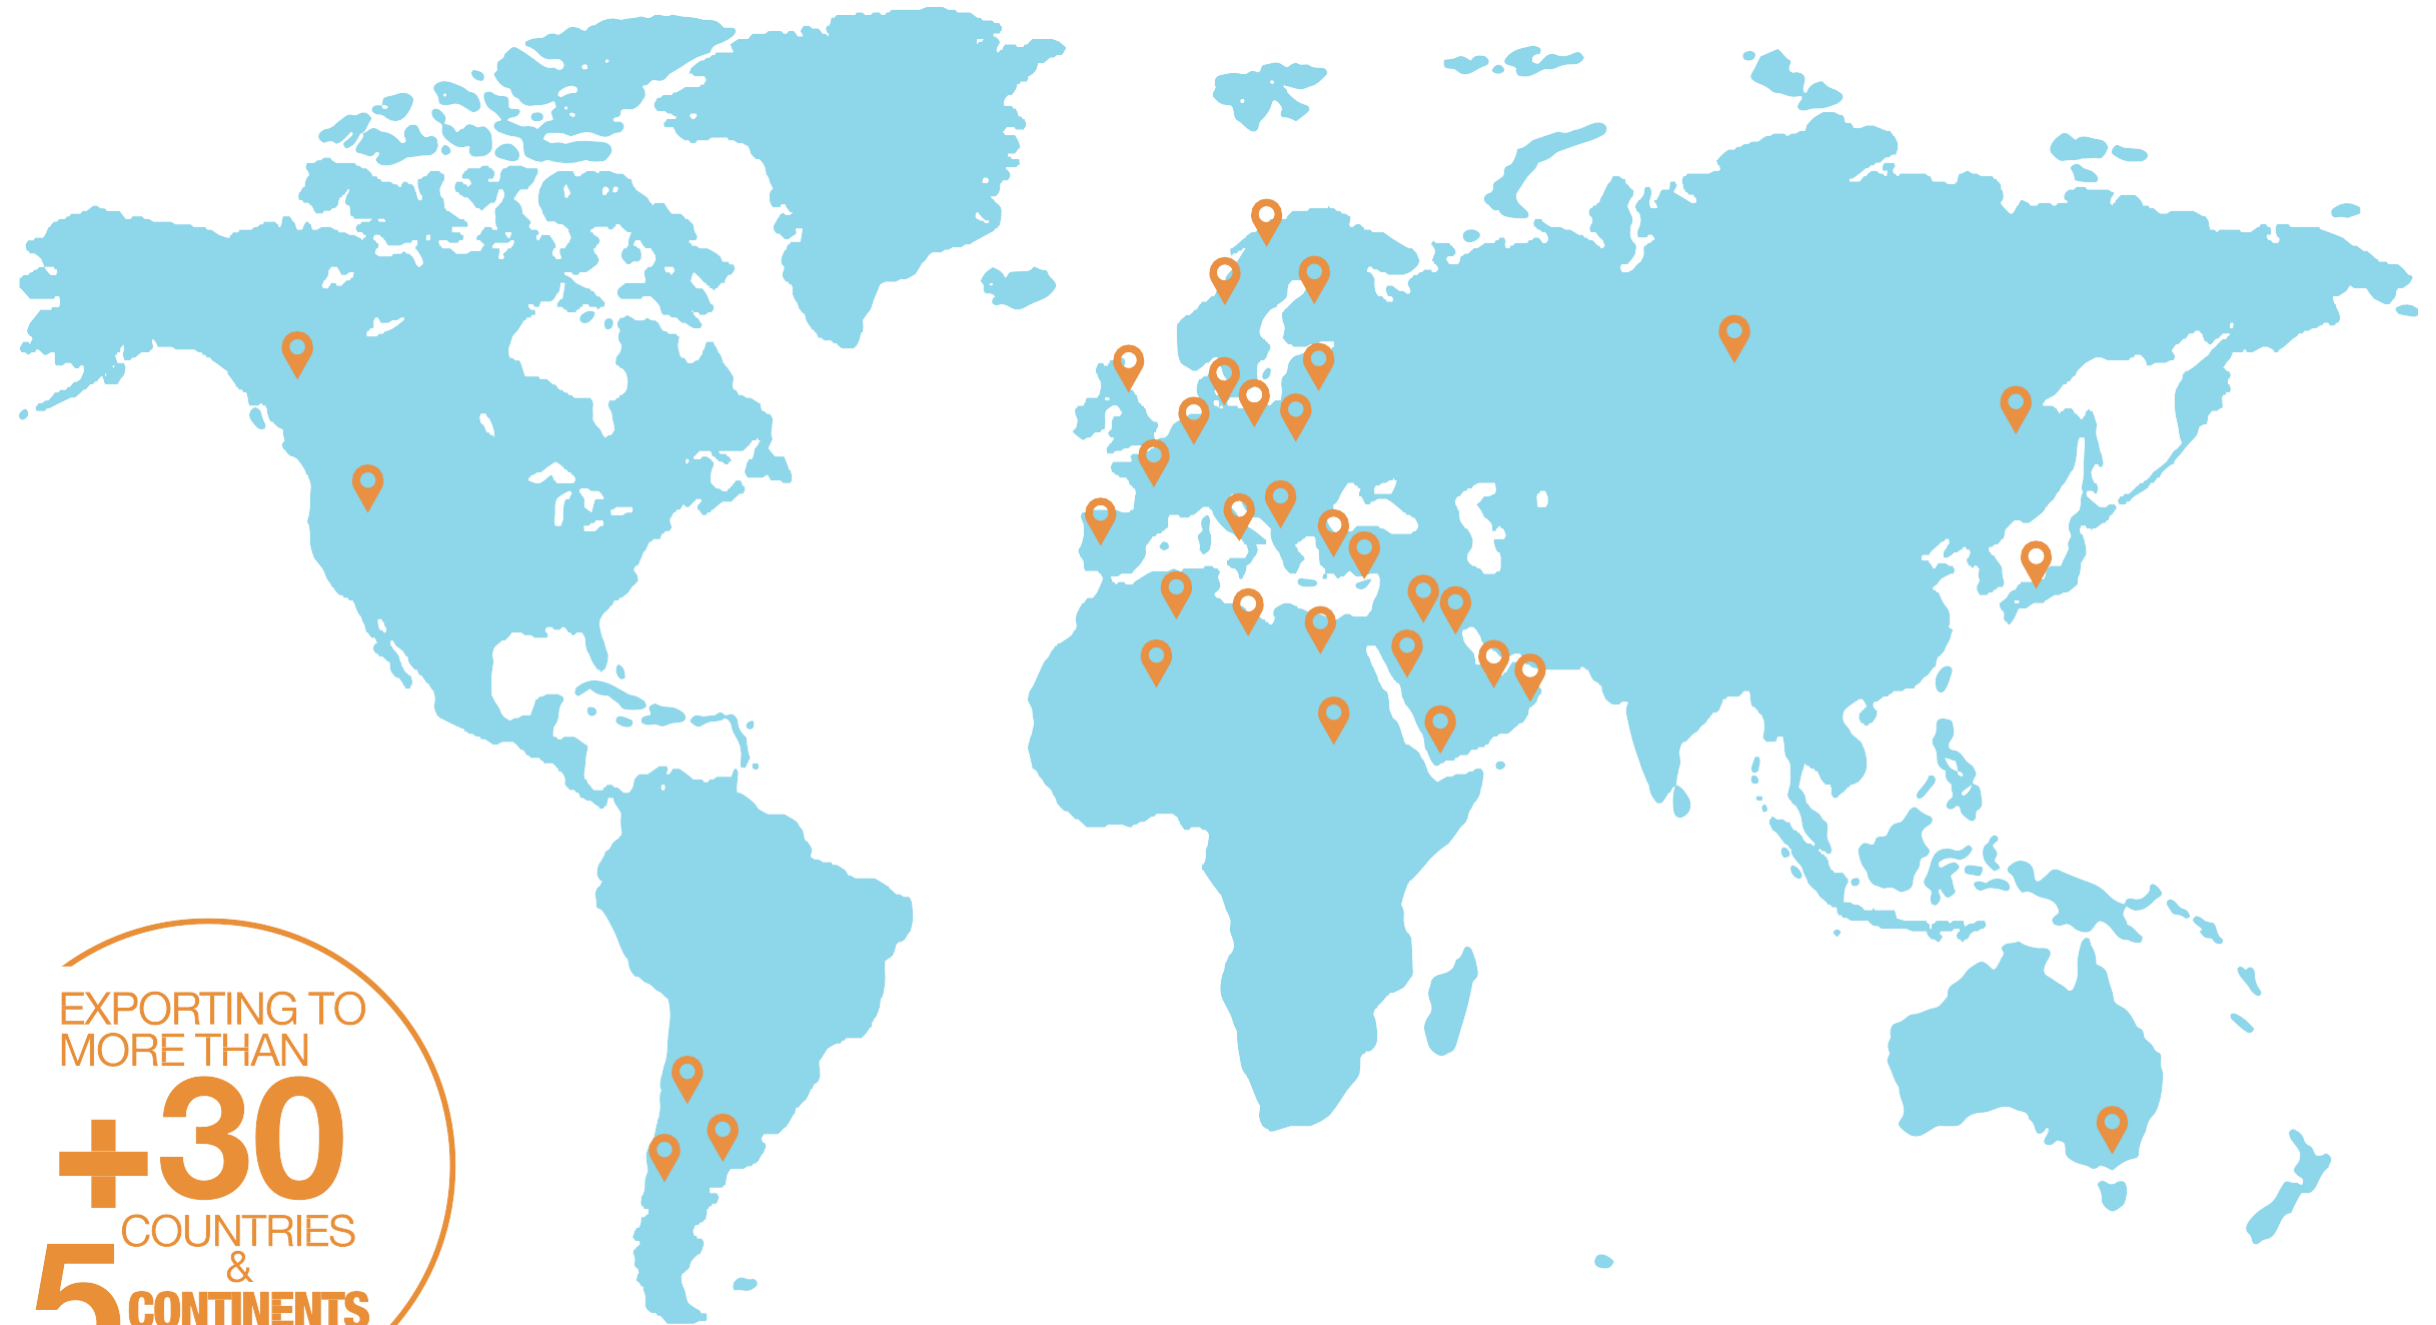 EXPORTING TO
MORE THAN
+30
COUNTRIES
&
5 CONTINENTS